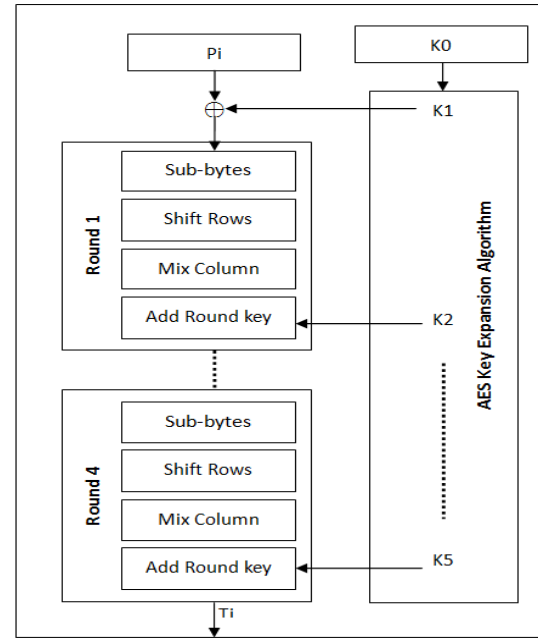 Pi
K0
K1
Round 1
Sub-bytes
Shift Rows
Mix Column
Add Round key
K2
AES Key Expansion Algorithm
Round 4
Sub-bytes
Shift Rows
Mix Column
Add Round key
K5
Ti